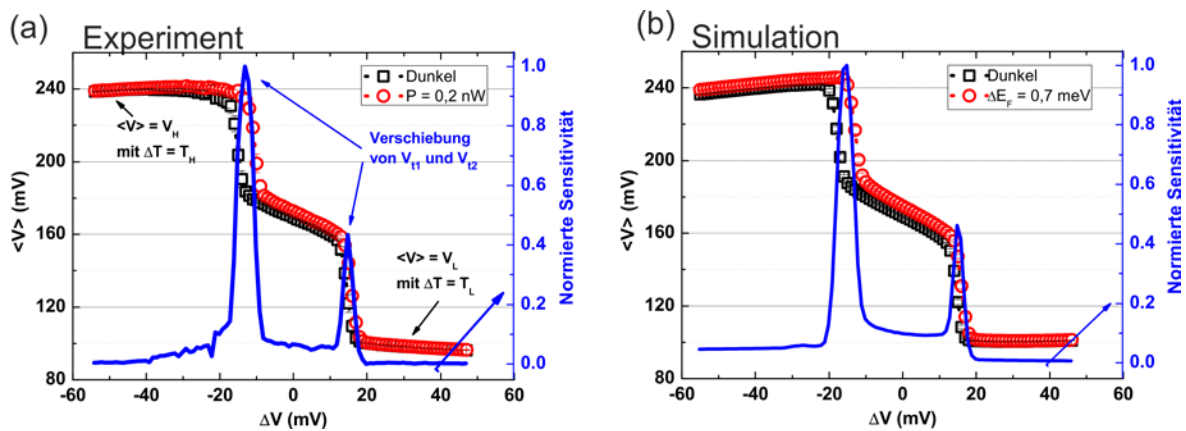 (a) Experiment
Dunkel
P = 0,2 nW
<V> = V_H
mit ΔT = T_H
Verschiebung
von V_t1 und V_t2
<V> = V_L
mit ΔT = T_L
<V> (mV)
240
200
160
120
80
-60 -40 -20 0 20 40 60
ΔV (mV)
1.0
0.8
0.6
0.4
0.2
0.0
Normierte Sensitivität
(b) Simulation
Dunkel
ΔE_F = 0,7 meV
<V> (mV)
240
200
160
120
80
-60 -40 -20 0 20 40 60
ΔV (mV)
1.0
0.8
0.6
0.4
0.2
0.0
Normierte Sensitivität